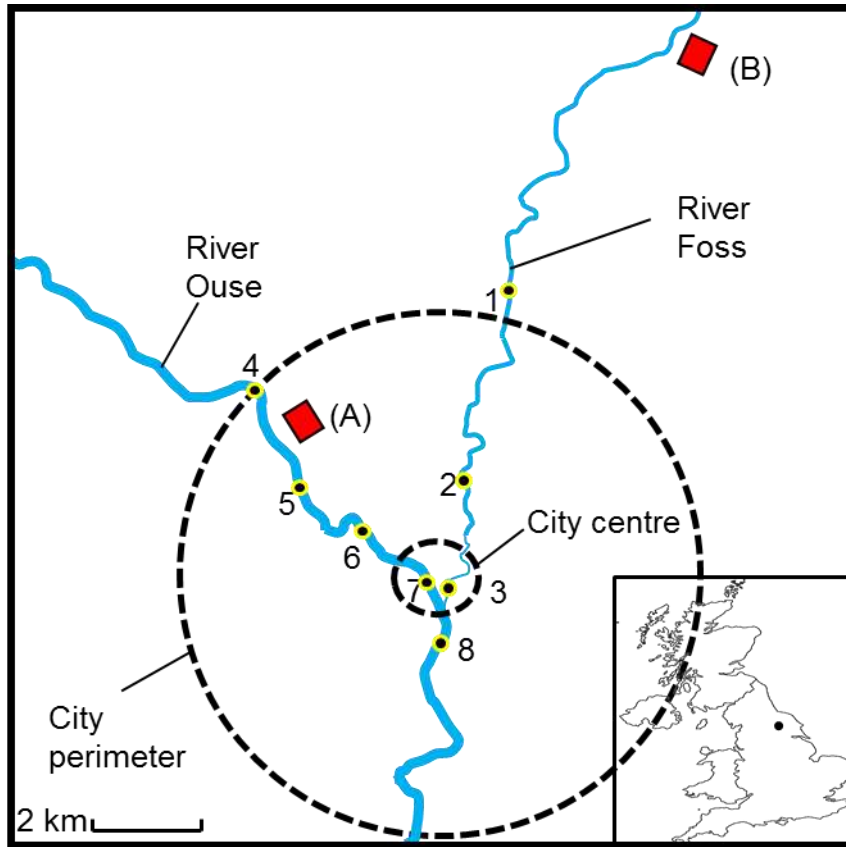 (B)
River
Foss
River
Ouse
1
4
(A)
2
5
City centre
6
7
3
8
City
perimeter
2 km